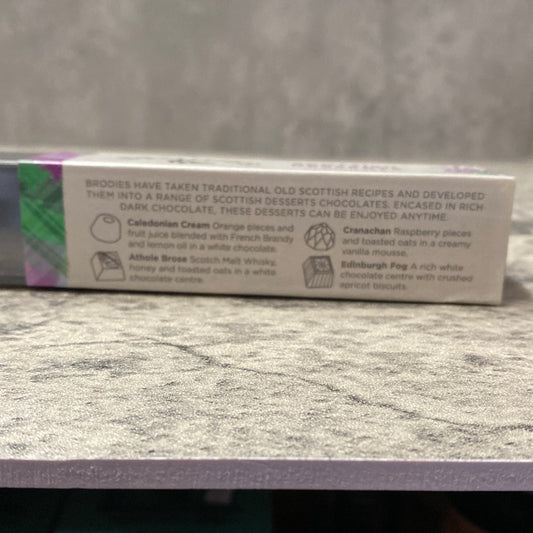 BRODIES HAVE TAKEN TRADITIONAL OLD SCOTTISH RECIPES AND DEVELOPED
THEM INTO A RANGE OF SCOTTISH DESSERTS CHOCOLATES. ENCASED IN RICH
DARK CHOCOLATE, THESE DESSERTS CAN BE ENJOYED ANYTIME.
Caledonian Cream Orange pieces and
fruit juice blended with French Brandy
and lemon oil in a white chocolate.
Athole Brose Scotch Malt Whisky,
honey and toasted oats in a white
chocolate centre.
Cranachan Raspberry pieces
and toasted oats in a creamy
vanilla mousse.
Edinburgh Fog A rich white
chocolate centre with crushed
apricot biscuits.